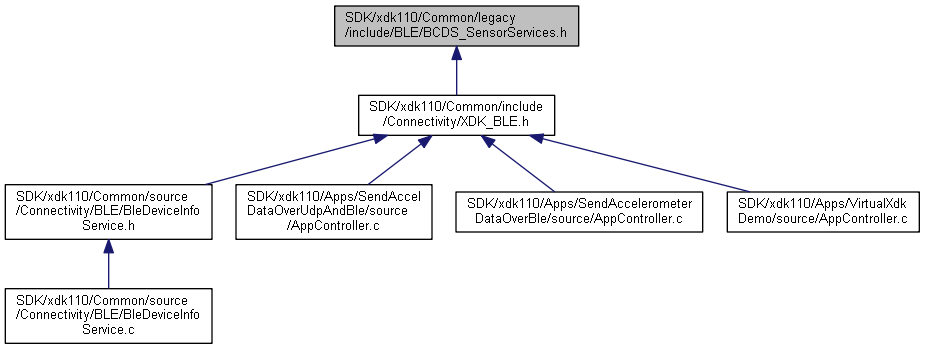 SDK/xdk110/Common/legacy
/include/BLE/BCDS_SensorServices.h
SDK/xdk110/Common/include
/Connectivity/XDK_BLE.h
SDK/xdk110/Common/source
/Connectivity/BLE/BleDeviceInfo
Service.h
SDK/xdk110/Apps/SendAccel
DataOverUdpAndBle/source
/AppController.c
SDK/xdk110/Apps/SendAccelerometer
DataOverBle/source/AppController.c
SDK/xdk110/Apps/VirtualXdk
Demo/source/AppController.c
SDK/xdk110/Common/source
/Connectivity/BLE/BleDeviceInfo
Service.c